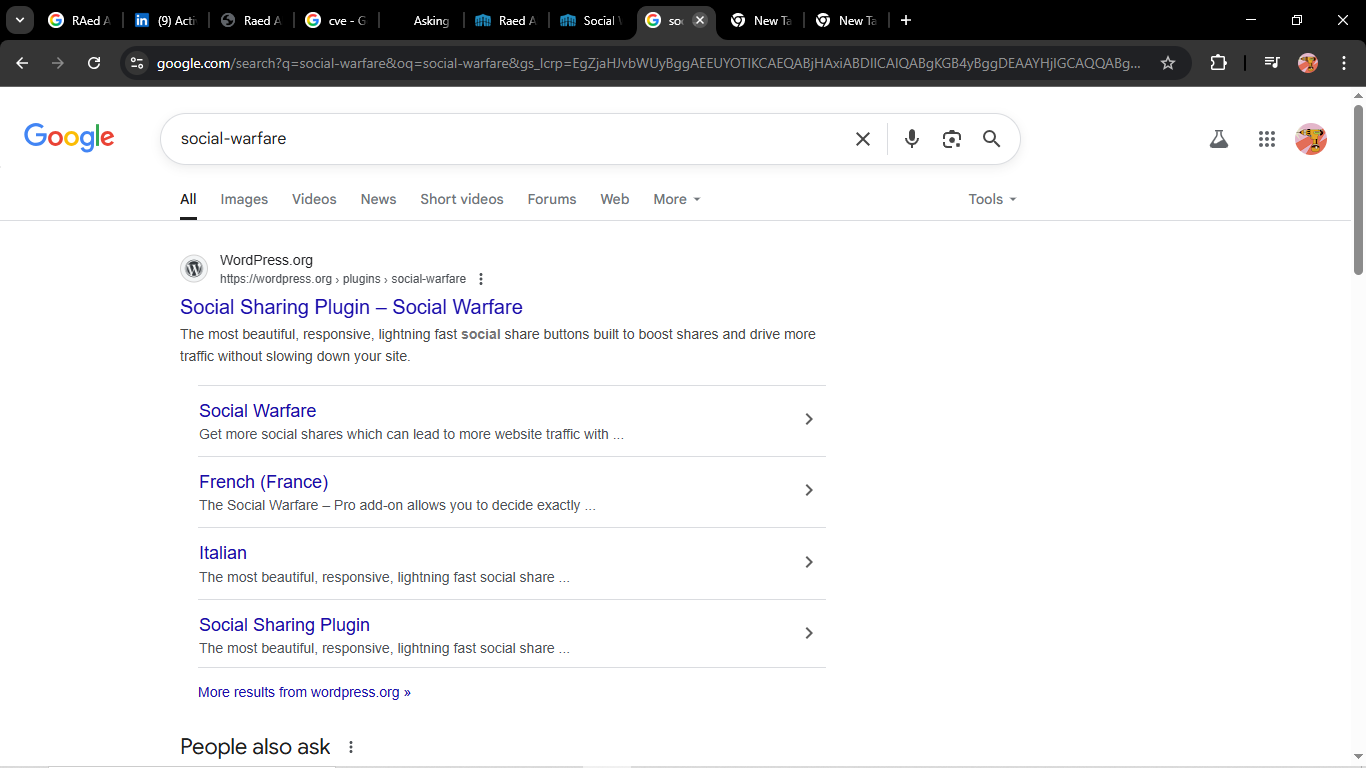 RAed A
(9) Activ
Raed A
cve - G
Asking
Raed A
Social
so
New Ta
New Ta
google.com/search?q=social-warfare&oq=social-warfare&gs_lcrp=EgZjaHJvbWUyBggAEEUYOTIKCAEQABjHAxiABDIICAIQABgKGB4yBggDEAAYHjIGCAQQABg...
Google
social-warfare
All
Images
Videos
News
Short videos
Forums
Web
More
Tools
WordPress.org
https://wordpress.org › plugins › social-warfare
Social Sharing Plugin – Social Warfare
The most beautiful, responsive, lightning fast social share buttons built to boost shares and drive more
traffic without slowing down your site.
Social Warfare
Get more social shares which can lead to more website traffic with ...
French (France)
The Social Warfare – Pro add-on allows you to decide exactly ...
Italian
The most beautiful, responsive, lightning fast social share ...
Social Sharing Plugin
The most beautiful, responsive, lightning fast social share ...
More results from wordpress.org »
People also ask